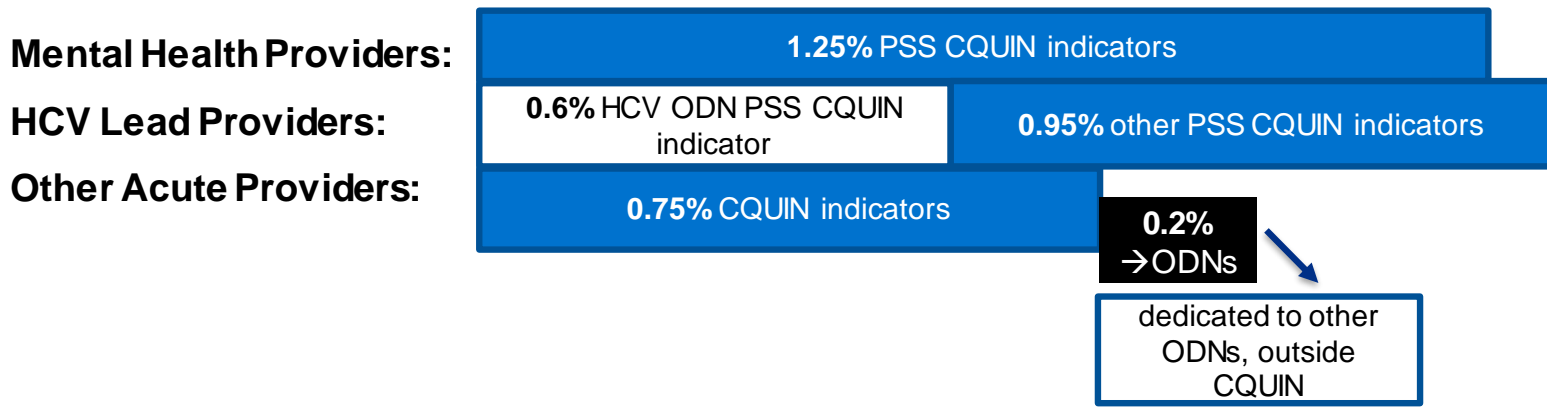 Mental Health Providers:
1.25% PSS CQUIN indicators
HCV Lead Providers:
0.6% HCV ODN PSS CQUIN
indicator
0.95% other PSS CQUIN indicators
Other Acute Providers:
0.75% CQUIN indicators
0.2%
→ODNs
dedicated to other
ODNs, outside
CQUIN